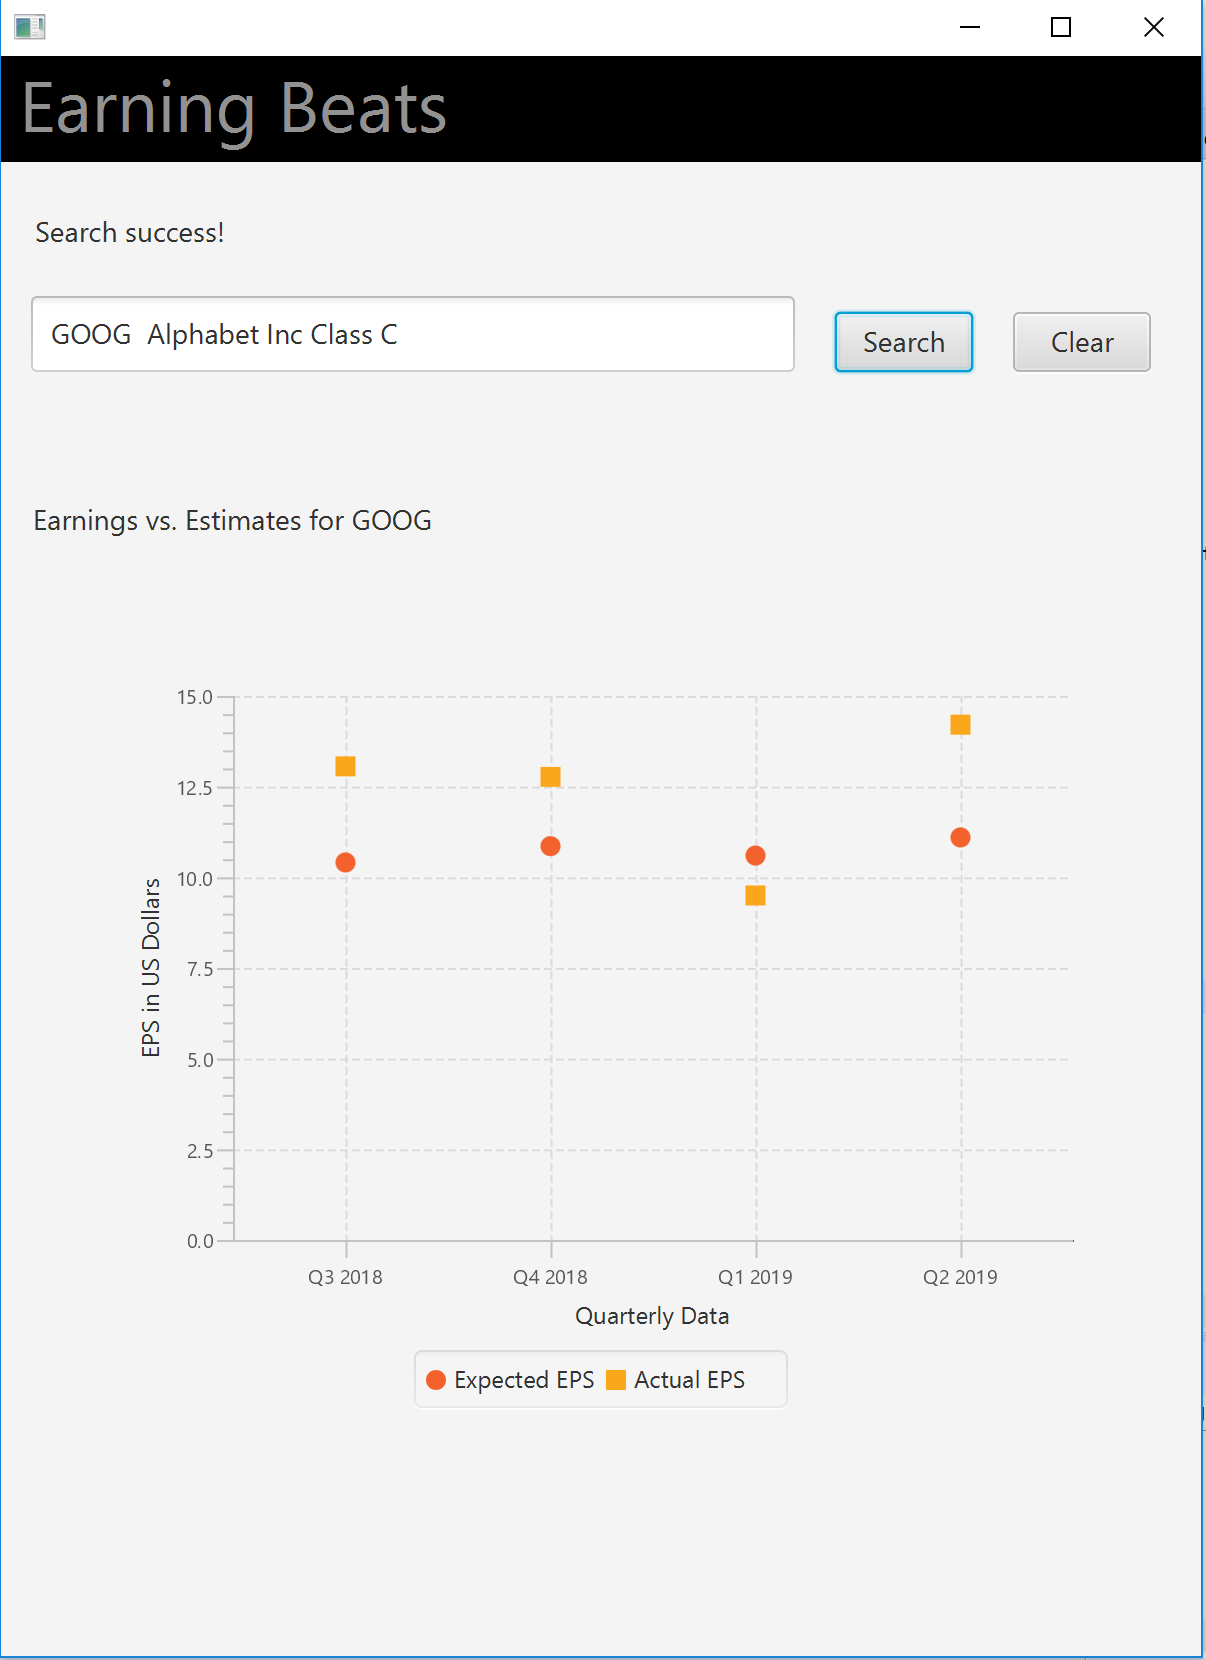 Earning Beats
Search success!
GOOG  Alphabet Inc Class C
Search
Clear
Earnings vs. Estimates for GOOG
15.0
12.5
10.0
7.5
5.0
2.5
0.0
EPS in US Dollars
Q3 2018 Q4 2018 Q1 2019 Q2 2019
Quarterly Data
Expected EPS Actual EPS